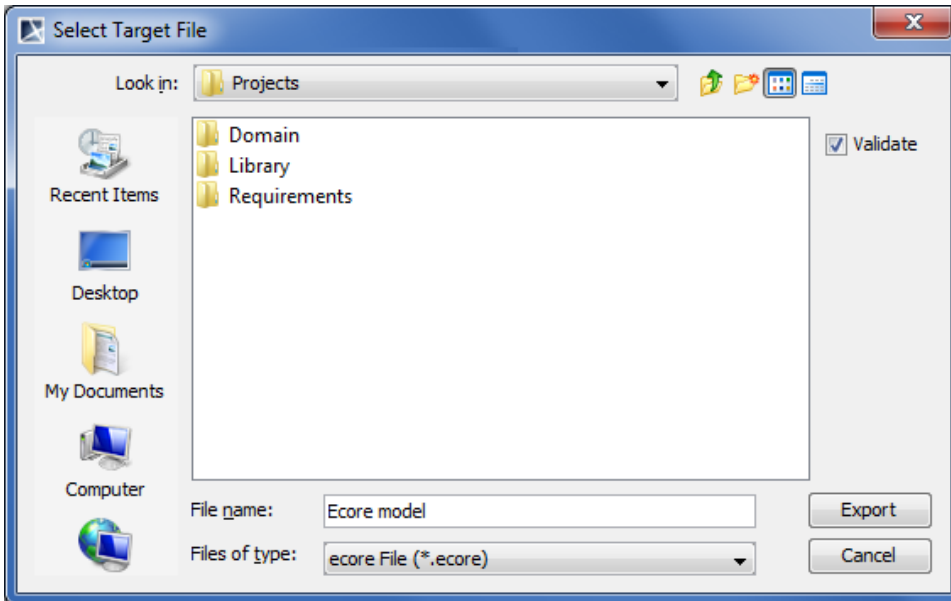 Select Target File
Look in:
Projects
Domain
Library
Requirements
Validate
Recent Items
Desktop
My Documents
Computer
File name:
Ecore model
Export
Files of type:
ecore File (*.ecore)
Cancel